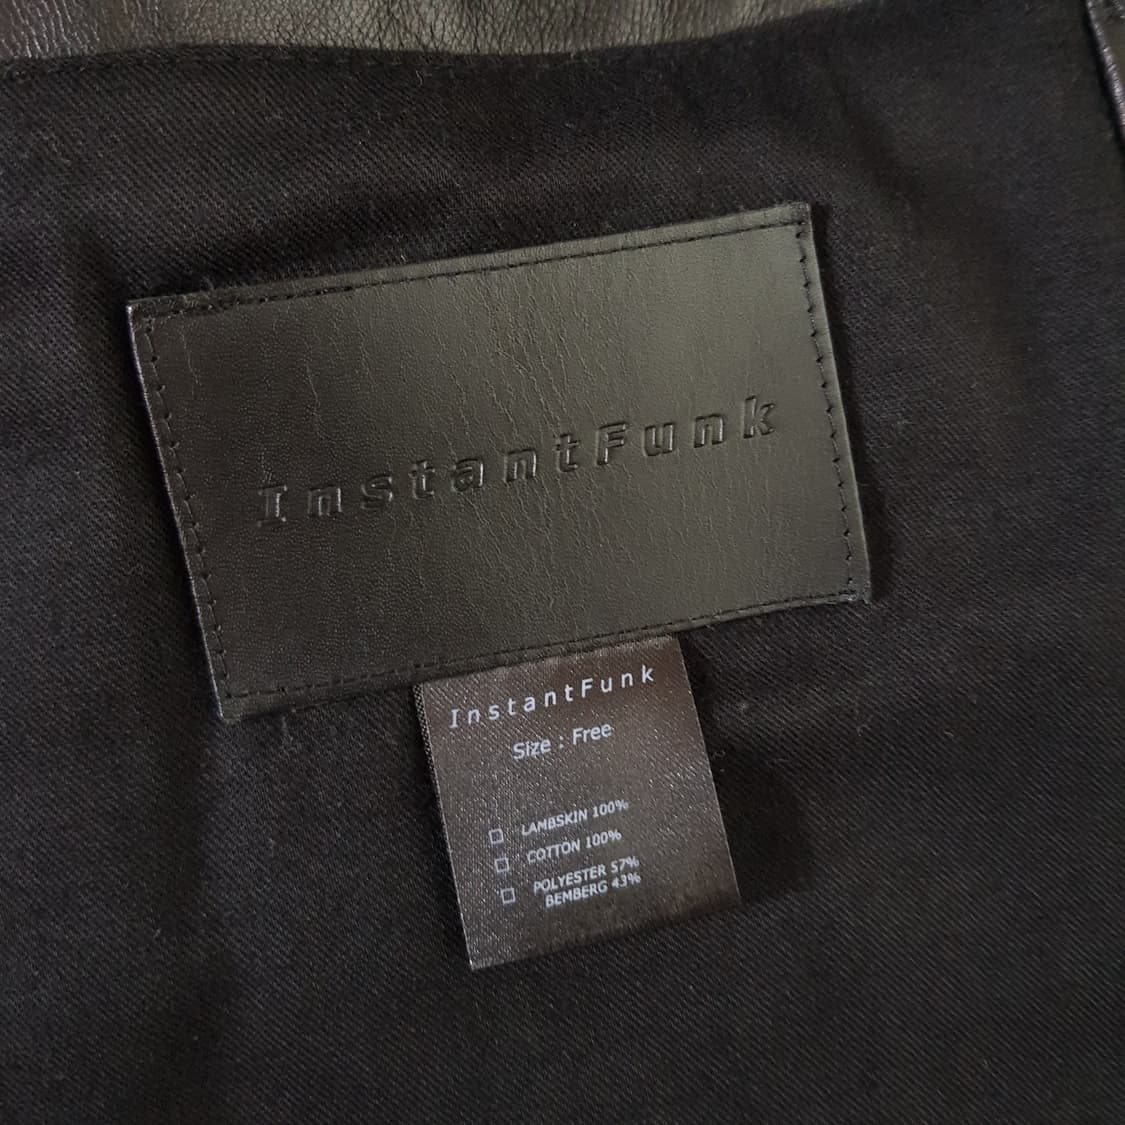 InstantFunk
InstantFunk
Size : Free
LAMBSKIN 100%
COTTON 100%
POLYESTER 57%
BEMBERG 43%